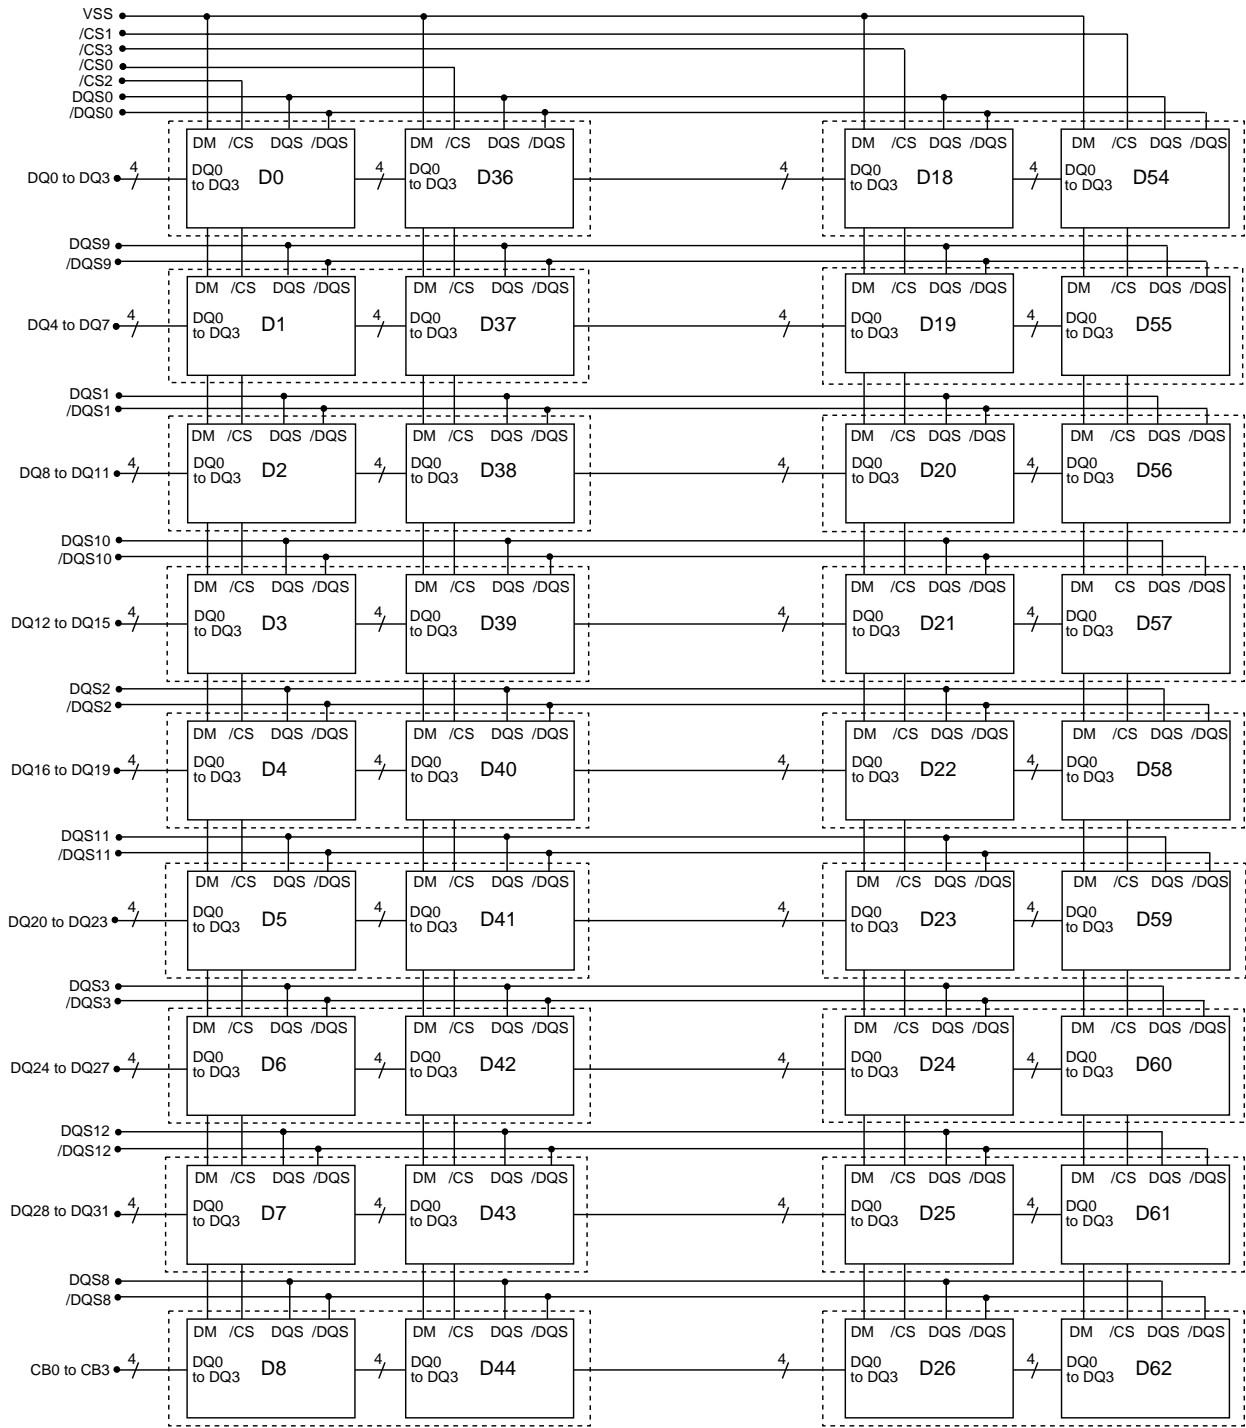 VSS
/CS1
/CS3
/CS0
/CS2
DQS0
/DQS0
DM /CS DQS /DQS DM /CS DQS /DQS DM /CS DQS /DQS DM /CS DQS /DQS
DQ0 to DQ3 4 DQ0 to DQ3 D0 4 DQ0 to DQ3 D36 4 DQ0 to DQ3 D18 4 DQ0 to DQ3 D54
DQS9
/DQS9
DM /CS DQS /DQS DM /CS DQS /DQS DM /CS DQS /DQS DM /CS DQS /DQS
DQ4 to DQ7 4 DQ0 to DQ3 D1 4 DQ0 to DQ3 D37 4 DQ0 to DQ3 D19 4 DQ0 to DQ3 D55
DQS1
/DQS1
DM /CS DQS /DQS DM /CS DQS /DQS DM /CS DQS /DQS DM /CS DQS /DQS
DQ8 to DQ11 4 DQ0 to DQ3 D2 4 DQ0 to DQ3 D38 4 DQ0 to DQ3 D20 4 DQ0 to DQ3 D56
DQS10
/DQS10
DM /CS DQS /DQS DM /CS DQS /DQS DM /CS DQS /DQS DM CS DQS /DQS
DQ12 to DQ15 4 DQ0 to DQ3 D3 4 DQ0 to DQ3 D39 4 DQ0 to DQ3 D21 4 DQ0 to DQ3 D57
DQS2
/DQS2
DM /CS DQS /DQS DM /CS DQS /DQS DM /CS DQS /DQS DM /CS DQS /DQS
DQ16 to DQ19 4 DQ0 to DQ3 D4 4 DQ0 to DQ3 D40 4 DQ0 to DQ3 D22 4 DQ0 to DQ3 D58
DQS11
/DQS11
DM /CS DQS /DQS DM /CS DQS /DQS DM /CS DQS /DQS DM /CS DQS /DQS
DQ20 to DQ23 4 DQ0 to DQ3 D5 4 DQ0 to DQ3 D41 4 DQ0 to DQ3 D23 4 DQ0 to DQ3 D59
DQS3
/DQS3
DM /CS DQS /DQS DM /CS DQS /DQS DM /CS DQS /DQS DM /CS DQS /DQS
DQ24 to DQ27 4 DQ0 to DQ3 D6 4 DQ0 to DQ3 D42 4 DQ0 to DQ3 D24 4 DQ0 to DQ3 D60
DQS12
/DQS12
DM /CS DQS /DQS DM /CS DQS /DQS DM /CS DQS /DQS DM /CS DQS /DQS
DQ28 to DQ31 4 DQ0 to DQ3 D7 4 DQ0 to DQ3 D43 4 DQ0 to DQ3 D25 4 DQ0 to DQ3 D61
DQS8
/DQS8
DM /CS DQS /DQS DM /CS DQS /DQS DM /CS DQS /DQS DM /CS DQS /DQS
CB0 to CB3 4 DQ0 to DQ3 D8 4 DQ0 to DQ3 D44 4 DQ0 to DQ3 D26 4 DQ0 to DQ3 D62